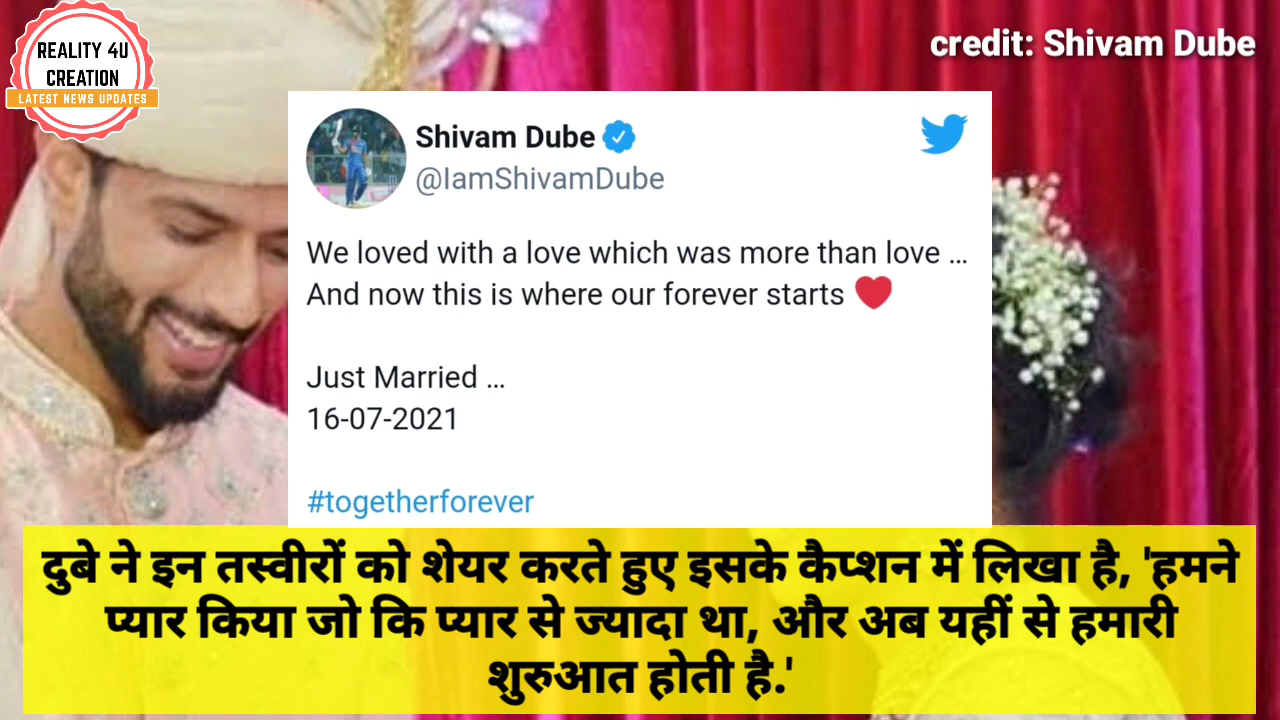 REALITY 4U
CREATION
LATEST NEWS UPDATES
credit: Shivam Dube
Shivam Dube
@IamShivamDube
We loved with a love which was more than love ...
And now this is where our forever starts ❤️
Just Married ...
16-07-2021
#togetherforever
दुबे ने इन तस्वीरों को शेयर करते हुए इसके कैप्शन में लिखा है, 'हमने
प्यार किया जो कि प्यार से ज्यादा था, और अब यहीं से हमारी
शुरुआत होती है.'